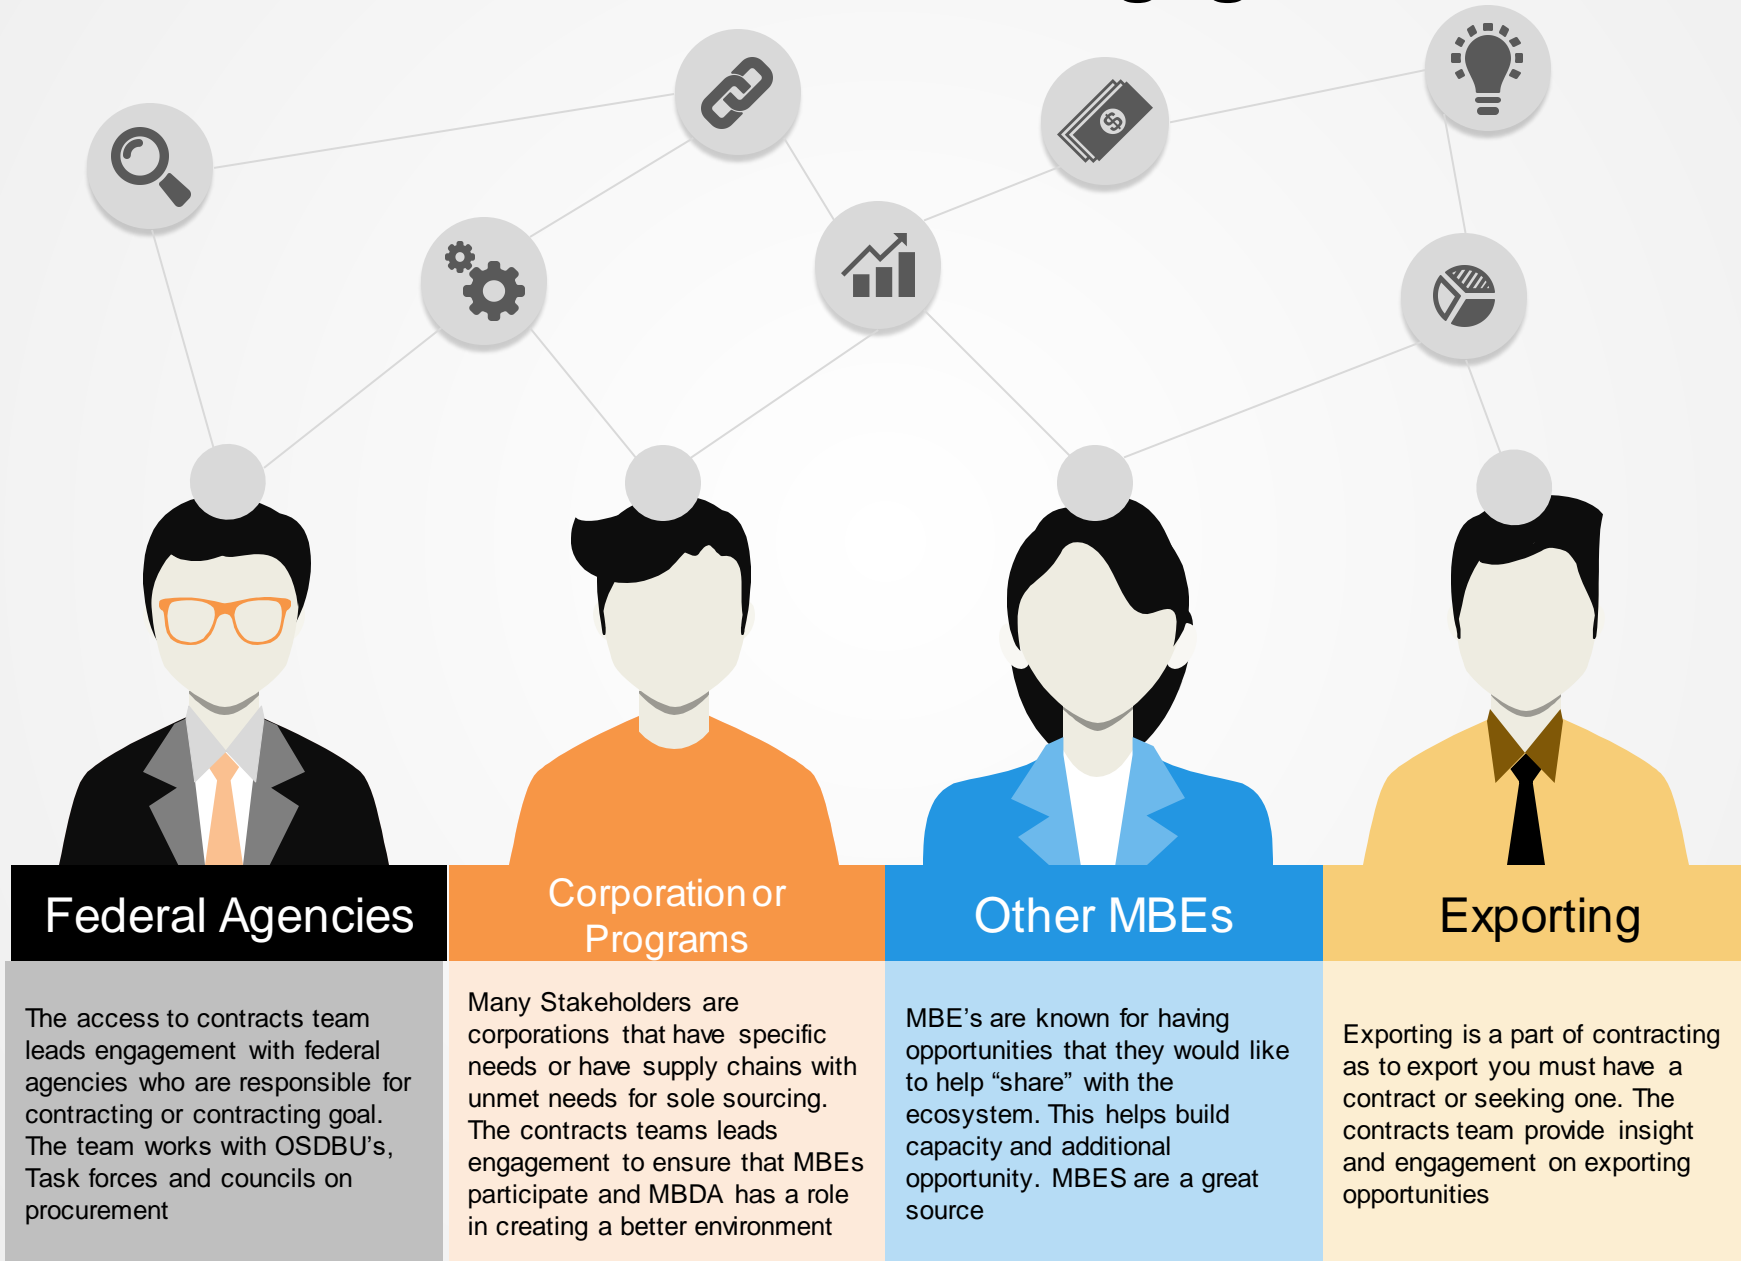 Federal Agencies
Corporation or
Programs
Other MBEs
Exporting
The access to contracts team
leads engagement with federal
agencies who are responsible for
contracting or contracting goal.
The team works with OSDBU's,
Task forces and councils on
procurement
Many Stakeholders are
corporations that have specific
needs or have supply chains with
unmet needs for sole sourcing.
The contracts teams leads
engagement to ensure that MBEs
participate and MBDA has a role
in creating a better environment
MBE's are known for having
opportunities that they would like
to help “share” with the
ecosystem. This helps build
capacity and additional
opportunity. MBES are a great
source
Exporting is a part of contracting
as to export you must have a
contract or seeking one. The
contracts team provide insight
and engagement on exporting
opportunities